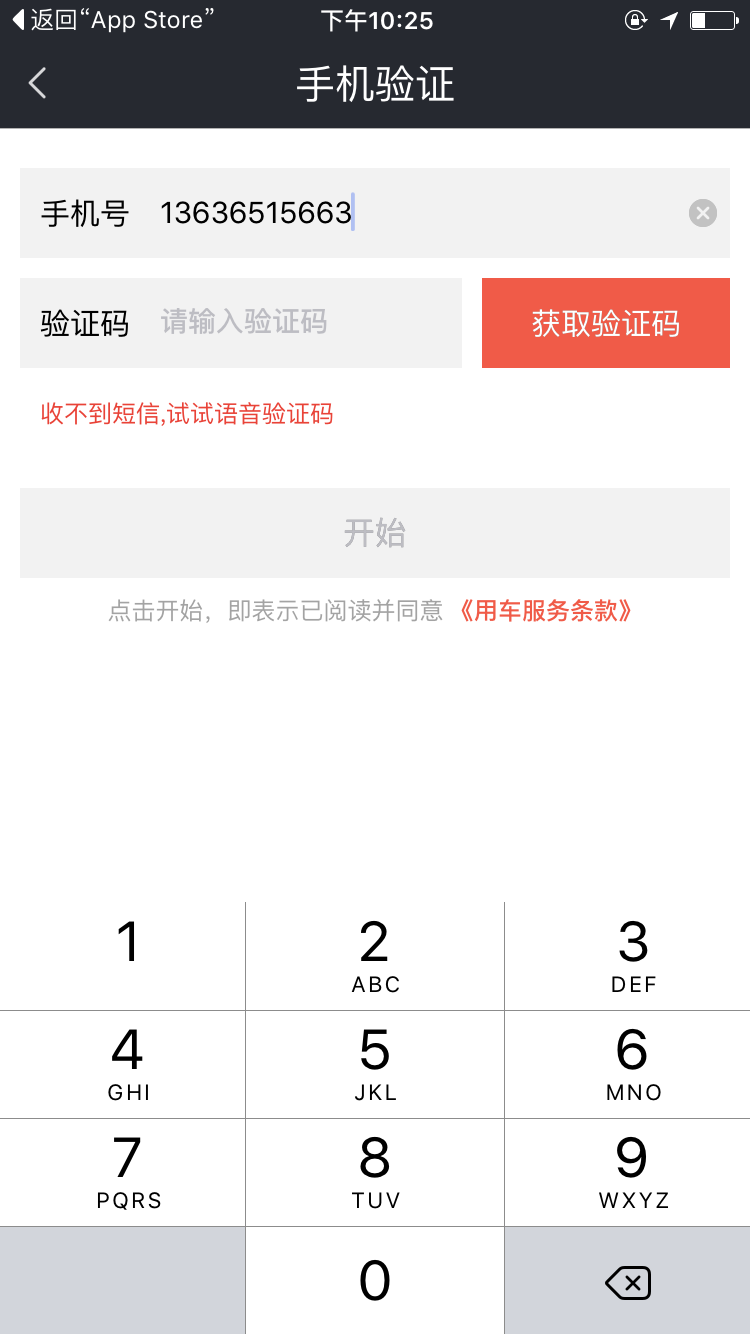 返回“App Store”
下午10:25
手机验证
手机号 13636515663
验证码 请输入验证码 获取验证码
收不到短信,试试语音验证码
开始
点击开始，即表示已阅读并同意《用车服务条款》
1 2 3
ABC DEF
4 5 6
GHI JKL MNO
7 8 9
PQRS TUV WXYZ
0